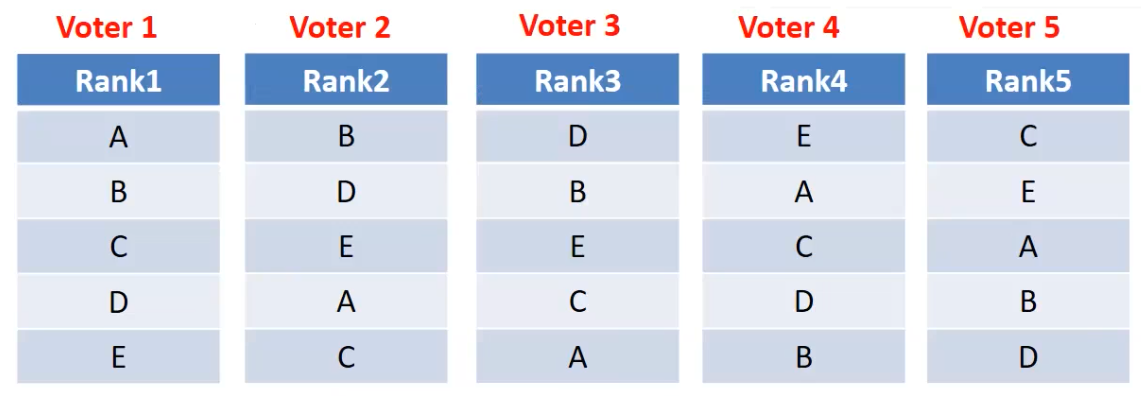 Voter 1 Voter 2 Voter 3 Voter 4 Voter 5
Rank1 Rank2 Rank3 Rank4 Rank5
A B D E C
B D B A E
C E E C A
D A C D B
E C A B D